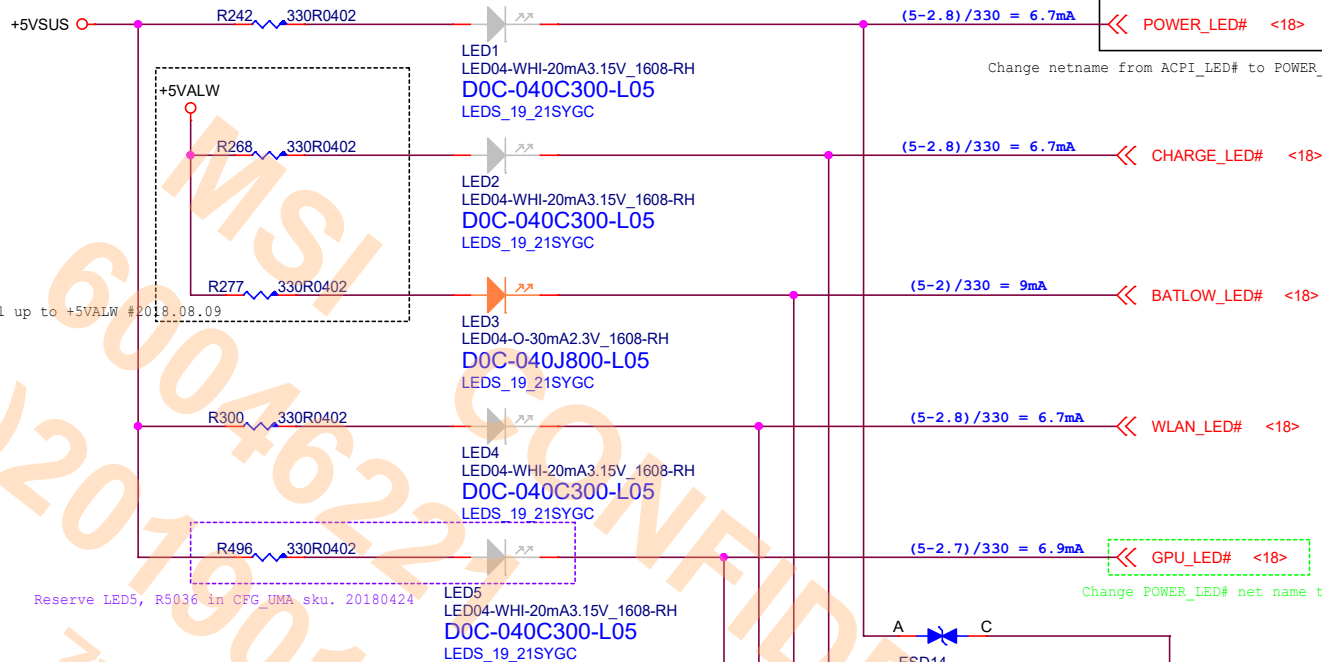 +5VSUS
R242
330R0402
(5-2.8)/330 = 6.7mA
POWER_LED# <18>
LED1
LED04-WHI-20mA3.15V_1608-RH
D0C-040C300-L05
LEDS_19_21SYGC
Change netname from ACPI_LED# to POWER_
+5VALW
R268
330R0402
(5-2.8)/330 = 6.7mA
CHARGE_LED# <18>
LED2
LED04-WHI-20mA3.15V_1608-RH
D0C-040C300-L05
LEDS_19_21SYGC
R277
330R0402
(5-2)/330 = 9mA
BATLOW_LED# <18>
up to +5VALW #2018.08.09
LED3
LED04-O-30mA2.3V_1608-RH
D0C-040J800-L05
LEDS_19_21SYGC
R300
330R0402
(5-2.8)/330 = 6.7mA
WLAN_LED# <18>
LED4
LED04-WHI-20mA3.15V_1608-RH
D0C-040C300-L05
LEDS_19_21SYGC
R496
330R0402
(5-2.7)/330 = 6.9mA
GPU_LED# <18>
Reserve LED5, R5036 in CFG_UMA sku. 20180424
LED5
LED04-WHI-20mA3.15V_1608-RH
D0C-040C300-L05
LEDS_19_21SYGC
Change POWER_LED# net name t
A
C
ESD14
MSI CONFID
60046221